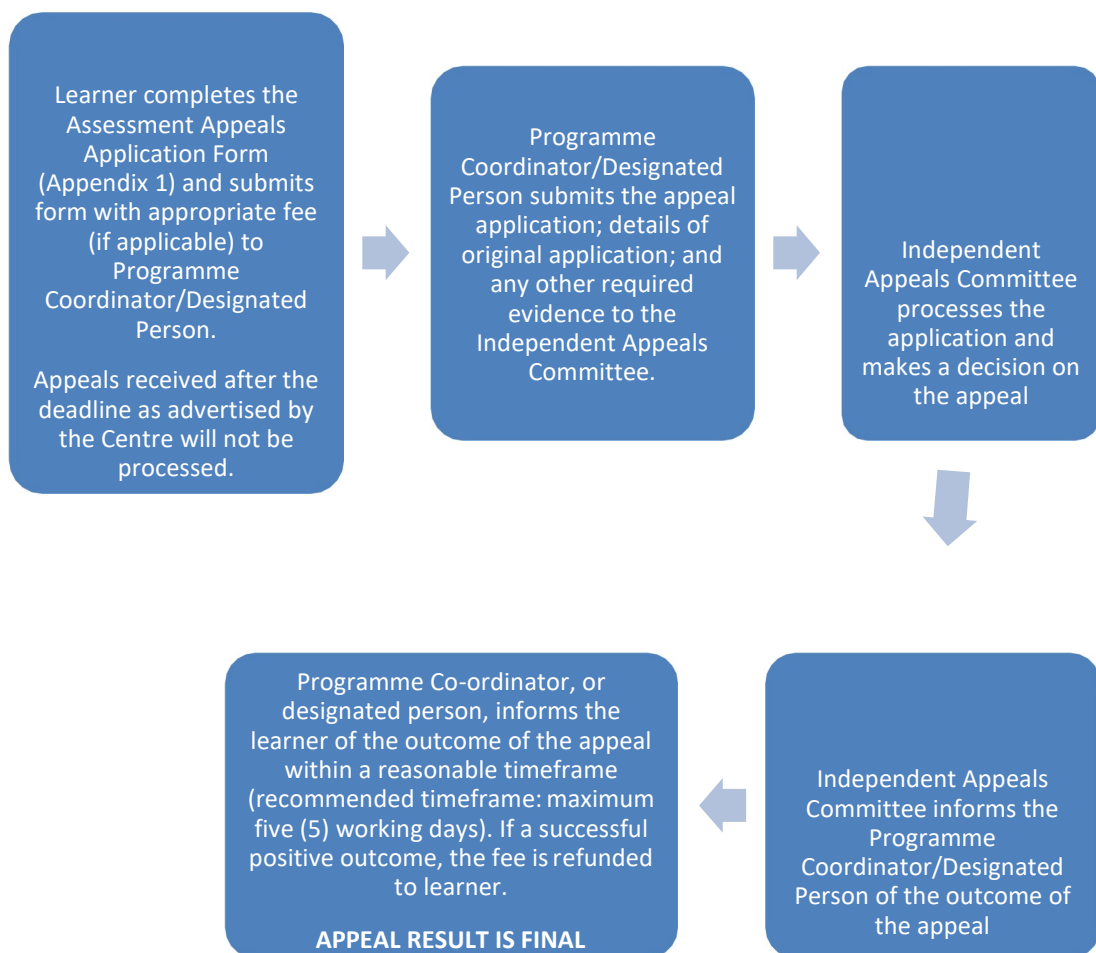 Learner completes the
Assessment Appeals
Application Form
(Appendix 1) and submits
form with appropriate fee
(if applicable) to
Programme
Coordinator/Designated
Person.
Appeals received after the
deadline as advertised by
the Centre will not be
processed.
Programme
Coordinator/Designated
Person submits the appeal
application; details of
original application; and
any other required
evidence to the
Independent Appeals
Committee.
Independent
Appeals Committee
processes the
application and
makes a decision on
the appeal
Independent Appeals
Committee informs the
Programme
Coordinator/Designated
Person of the outcome of
the appeal
Programme Co-ordinator, or
designated person, informs the
learner of the outcome of the appeal
within a reasonable timeframe
(recommended timeframe: maximum
five (5) working days). If a successful
positive outcome, the fee is refunded
to learner.
APPEAL RESULT IS FINAL